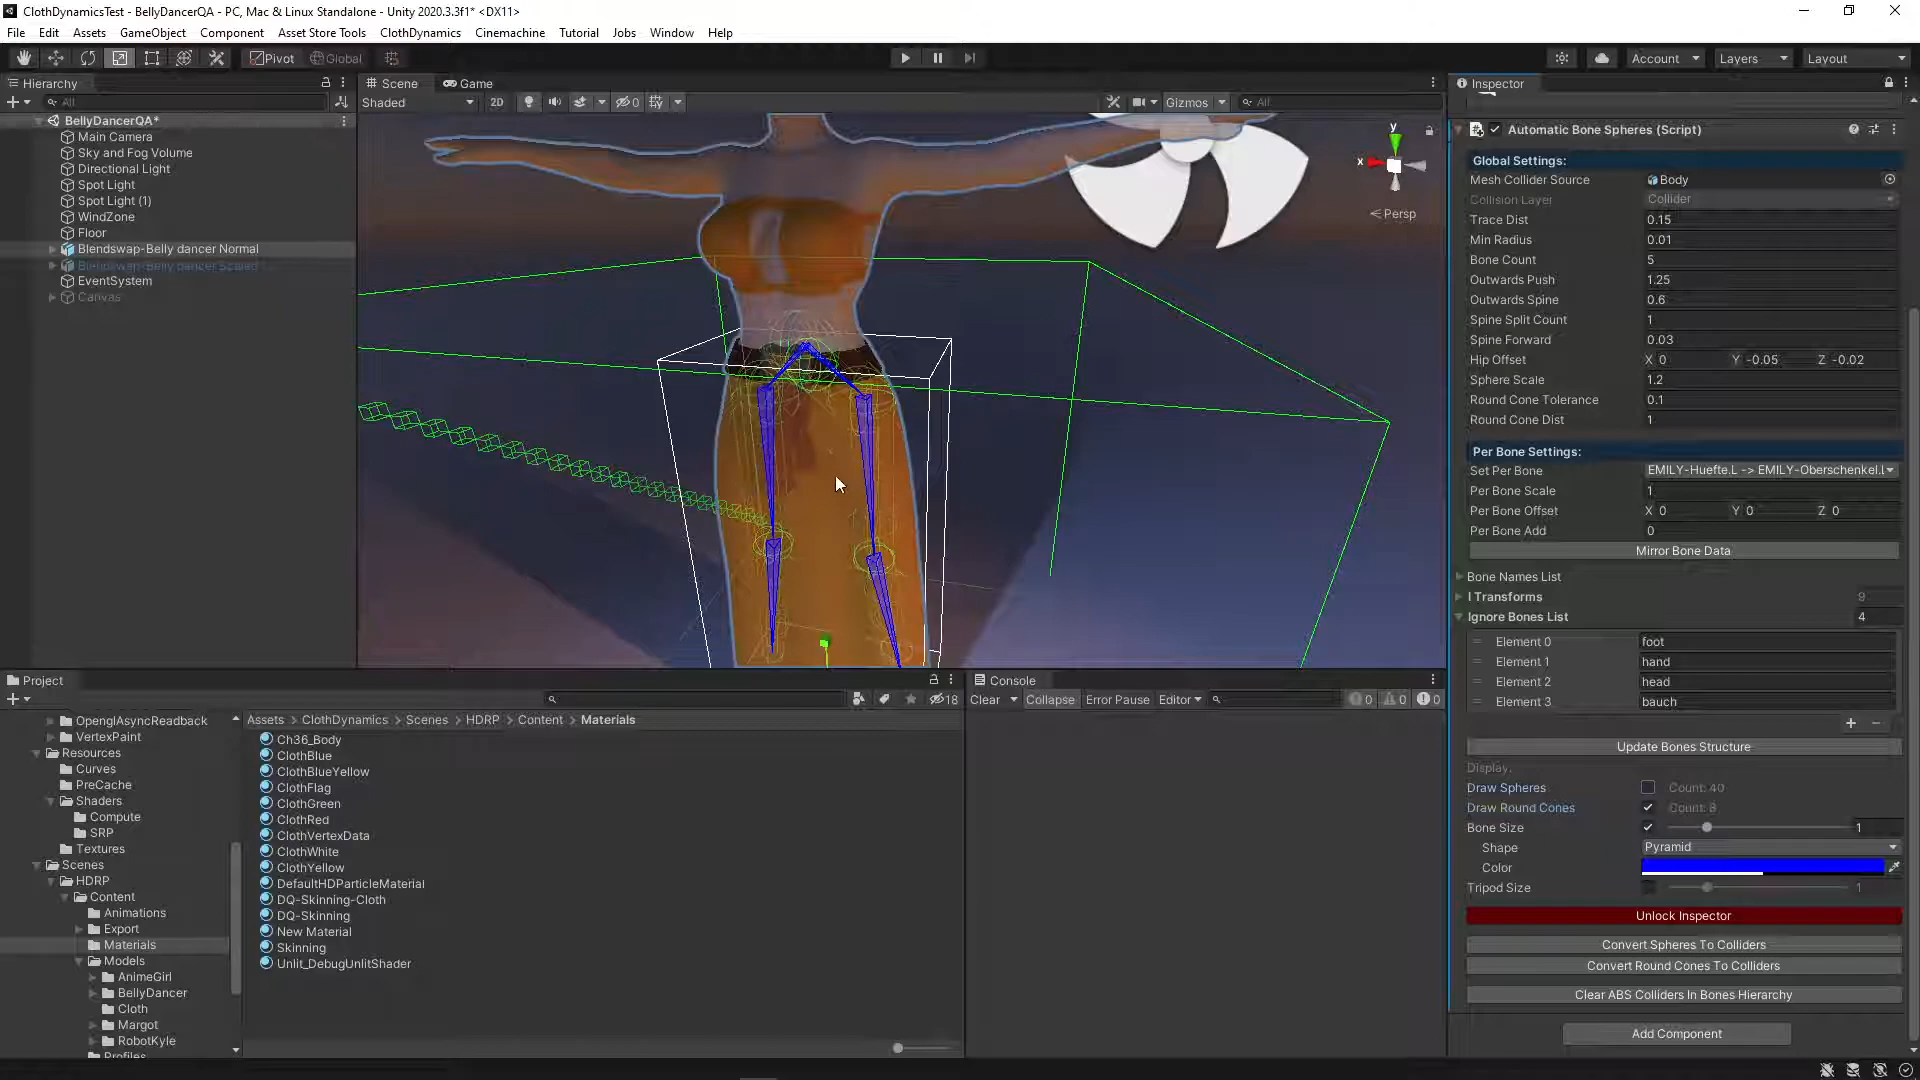 ClothDynamicsTest - BellyDancerQA - PC, Mac & Linux Standalone - Unity 2020.3.3f1* <DX11>
File Edit Assets GameObject Component Asset Store Tools ClothDynamics Cinemachine Tutorial Jobs Window Help
Pivot Global Account Layers Layout
Hierarchy
All
BellyDancerQA*
Main Camera
Sky and Fog Volume
Directional Light
Spot Light
Spot Light (1)
WindZone
Floor
Blendswap-Belly dancer Normal
Blendswap-Belly dancer Scaled
EventSystem
Canvas
Scene Game
Shaded 2D 0 Gizmos All
y
x
Persp
Inspector
Automatic Bone Spheres (Script)
Global Settings:
Mesh Collider Source Body
Collision Layer Collider
Trace Dist 0.15
Min Radius 0.01
Bone Count 5
Outwards Push 1.25
Outwards Spine 0.6
Spine Split Count 1
Spine Forward 0.03
Hip Offset X 0 Y -0.05 Z -0.02
Sphere Scale 1.2
Round Cone Tolerance 0.1
Round Cone Dist 1
Per Bone Settings:
Set Per Bone EMILY-Huefte.L -> EMILY-Oberschenkel.L
Per Bone Scale 1
Per Bone Offset X 0 Y 0 Z 0
Per Bone Add 0
Mirror Bone Data
Bone Names List
l Transforms 9
Ignore Bones List 4
Element 0 foot
Element 1 hand
Element 2 head
Element 3 bauch
Update Bones Structure
Display:
Draw Spheres Count: 40
Draw Round Cones Count: 8
Bone Size 1
Shape Pyramid
Color
Tripod Size 1
Unlock Inspector
Convert Spheres To Colliders
Convert Round Cones To Colliders
Clear ABS Colliders In Bones Hierarchy
Add Component
Project
18
OpenglAsyncReadback
VertexPaint
Resources
Curves
PreCache
Shaders
Compute
SRP
Textures
Scenes
HDRP
Content
Animations
Export
Materials
Models
AnimeGirl
BellyDancer
Cloth
Margot
RobotKyle
Profiles
Assets > ClothDynamics > Scenes > HDRP > Content > Materials
Ch36_Body
ClothBlue
ClothBlueYellow
ClothFlag
ClothGreen
ClothRed
ClothVertexData
ClothWhite
ClothYellow
DefaultHDParticleMaterial
DQ-Skinning-Cloth
DQ-Skinning
New Material
Skinning
Unlit_DebugUnlitShader
Console
Clear Collapse Error Pause Editor 0 0 0